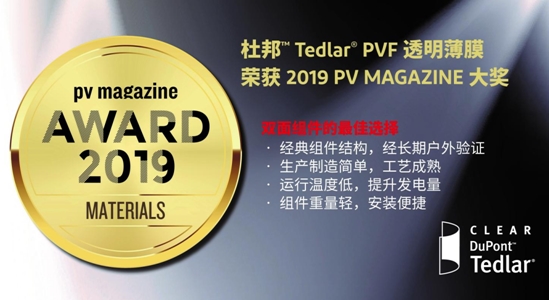 pv magazine
AWARD
2019
MATERIALS
杜邦™ Tedlar® PVF 透明薄膜
荣获 2019 PV MAGAZINE 大奖
双面组件的最佳选择
· 经典组件结构，经长期户外验证
· 生产制造简单，工艺成熟
· 运行温度低，提升发电量
· 组件重量轻，安装便捷
CLEAR
DuPont™
Tedlar®